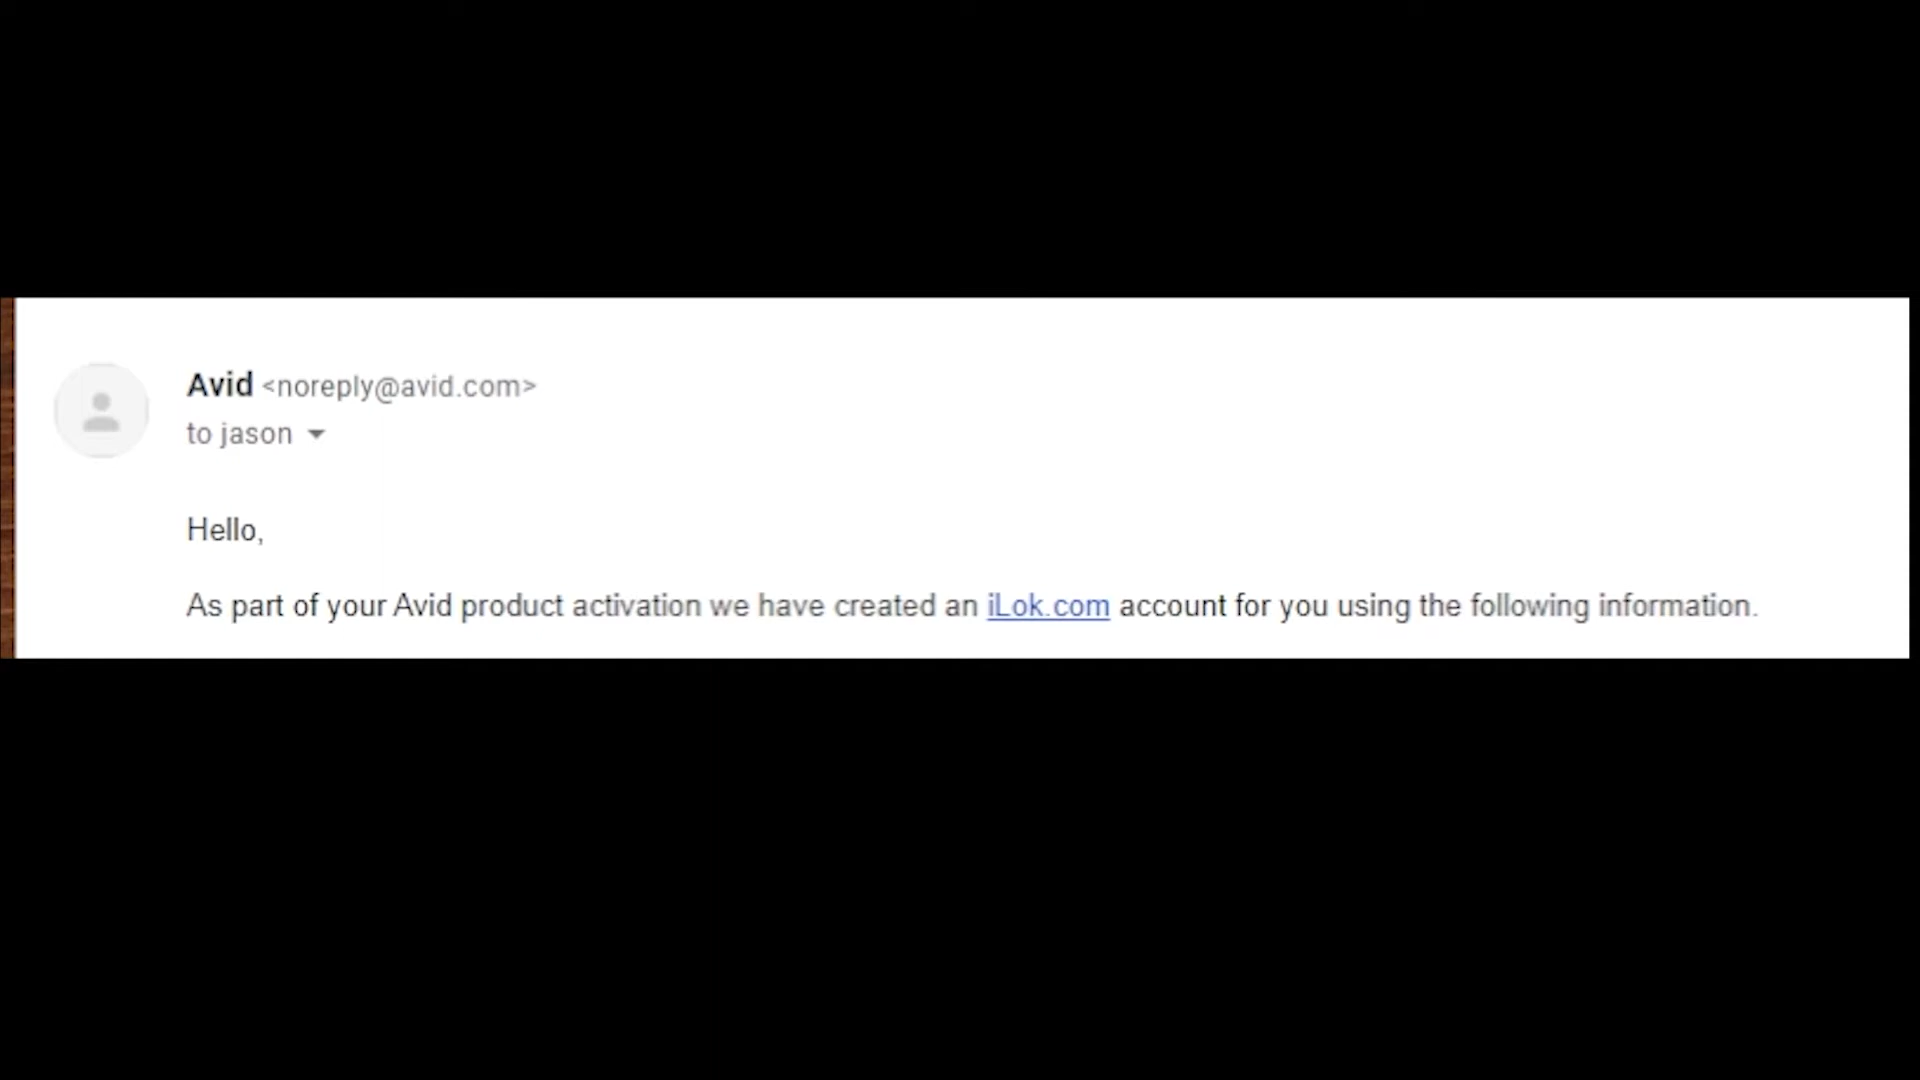 Avid <noreply@avid.com>
to jason
Hello,
As part of your Avid product activation we have created an iLok.com account for you using the following information.